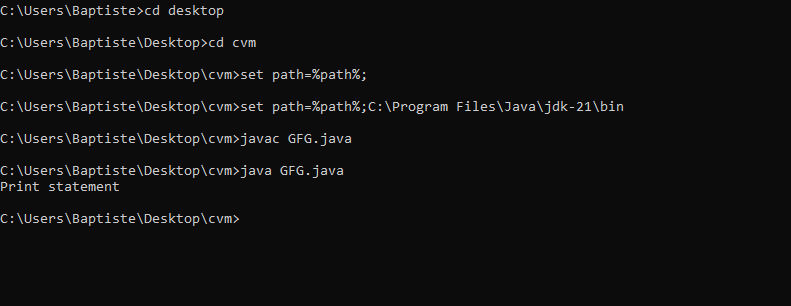 C:\Users\Baptiste>cd desktop
C:\Users\Baptiste\Desktop>cd cvm
C:\Users\Baptiste\Desktop\cvm>set path=%path%;
C:\Users\Baptiste\Desktop\cvm>set path=%path%;C:\Program Files\Java\jdk-21\bin
C:\Users\Baptiste\Desktop\cvm>javac GFG.java
C:\Users\Baptiste\Desktop\cvm>java GFG.java
Print statement
C:\Users\Baptiste\Desktop\cvm>